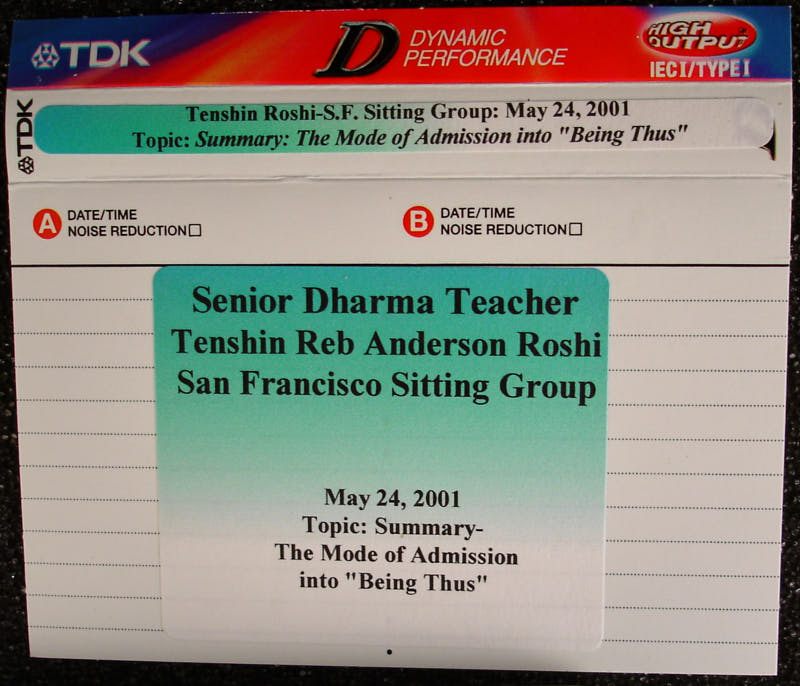 TDK
D DYNAMIC
PERFORMANCE
HIGH
OUTPUT
IECI/TYPE I
TDK
Tenshin Roshi-S.F. Sitting Group: May 24, 2001
Topic: Summary: The Mode of Admission into "Being Thus"
A DATE/TIME
NOISE REDUCTION
B DATE/TIME
NOISE REDUCTION
Senior Dharma Teacher
Tenshin Reb Anderson Roshi
San Francisco Sitting Group
May 24, 2001
Topic: Summary-
The Mode of Admission
into "Being Thus"